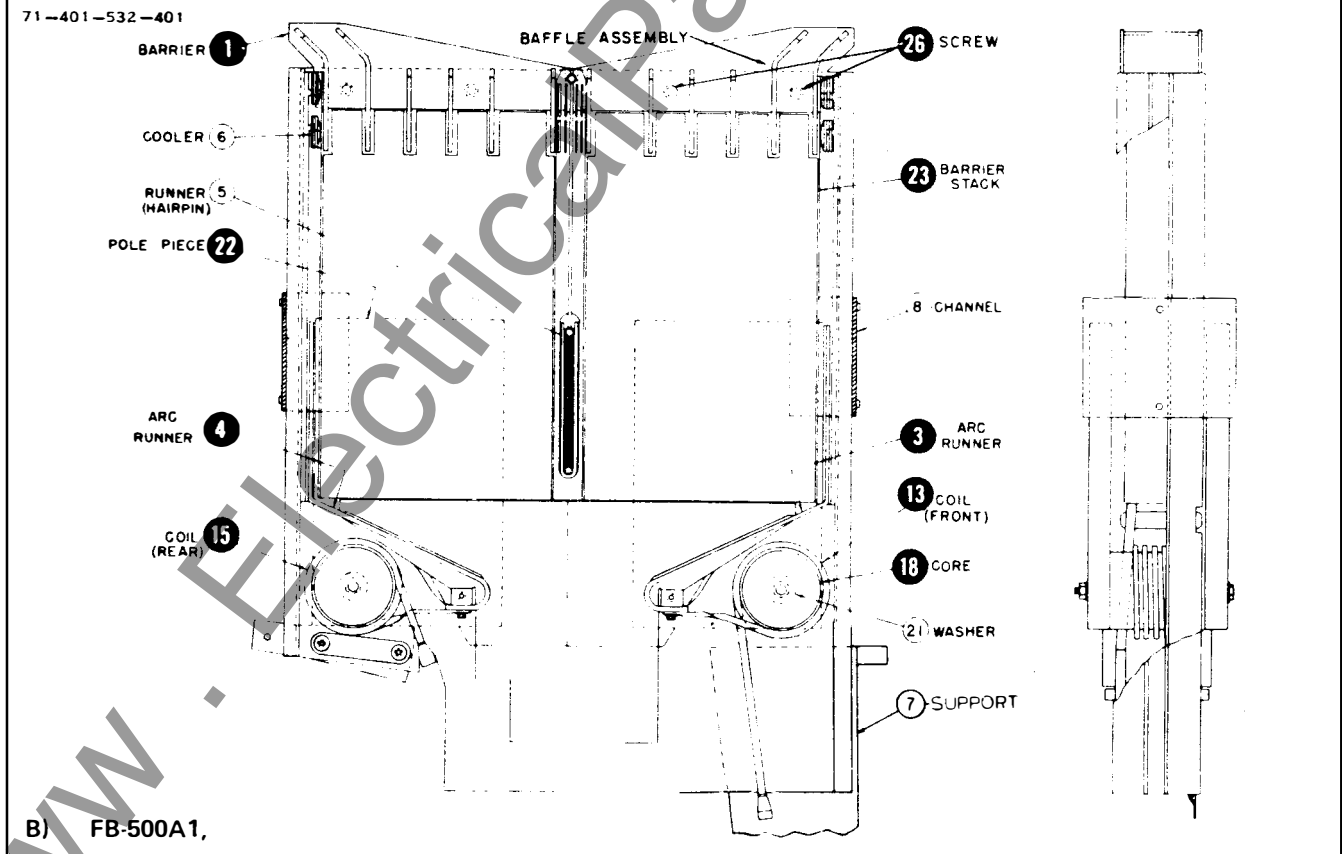 71-401-532-401
BARRIER 1
BAFFLE ASSEMBLY
26 SCREW
COOLER 6
RUNNER 5
(HAIRPIN)
POLE PIECE 22
23 BARRIER
STACK
8 CHANNEL
ARC
RUNNER 4
3 ARC
RUNNER
13 COIL
(FRONT)
COIL 15
(REAR)
18 CORE
21 WASHER
7 SUPPORT
B) FB-500A1,
www.ElectricalPa